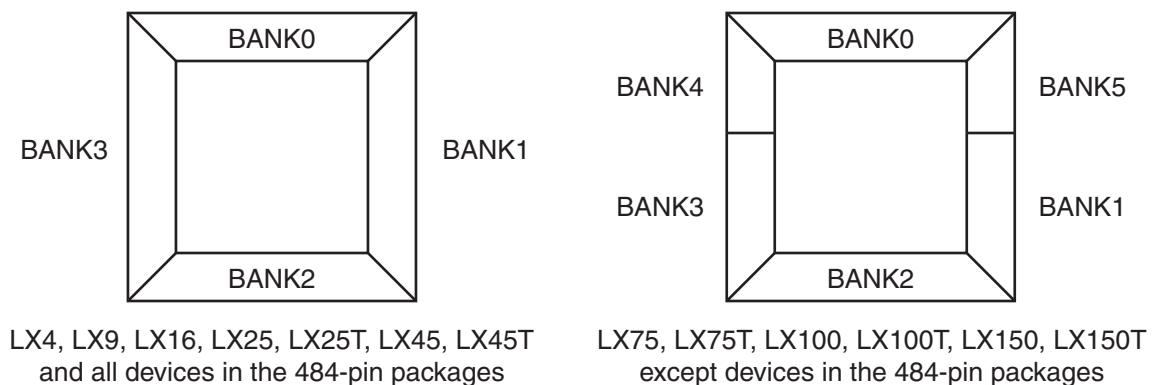 BANK0
BANK3
BANK1
BANK2
LX4, LX9, LX16, LX25, LX25T, LX45, LX45T
and all devices in the 484-pin packages
BANK0
BANK4
BANK5
BANK3
BANK1
BANK2
LX75, LX75T, LX100, LX100T, LX150, LX150T
except devices in the 484-pin packages